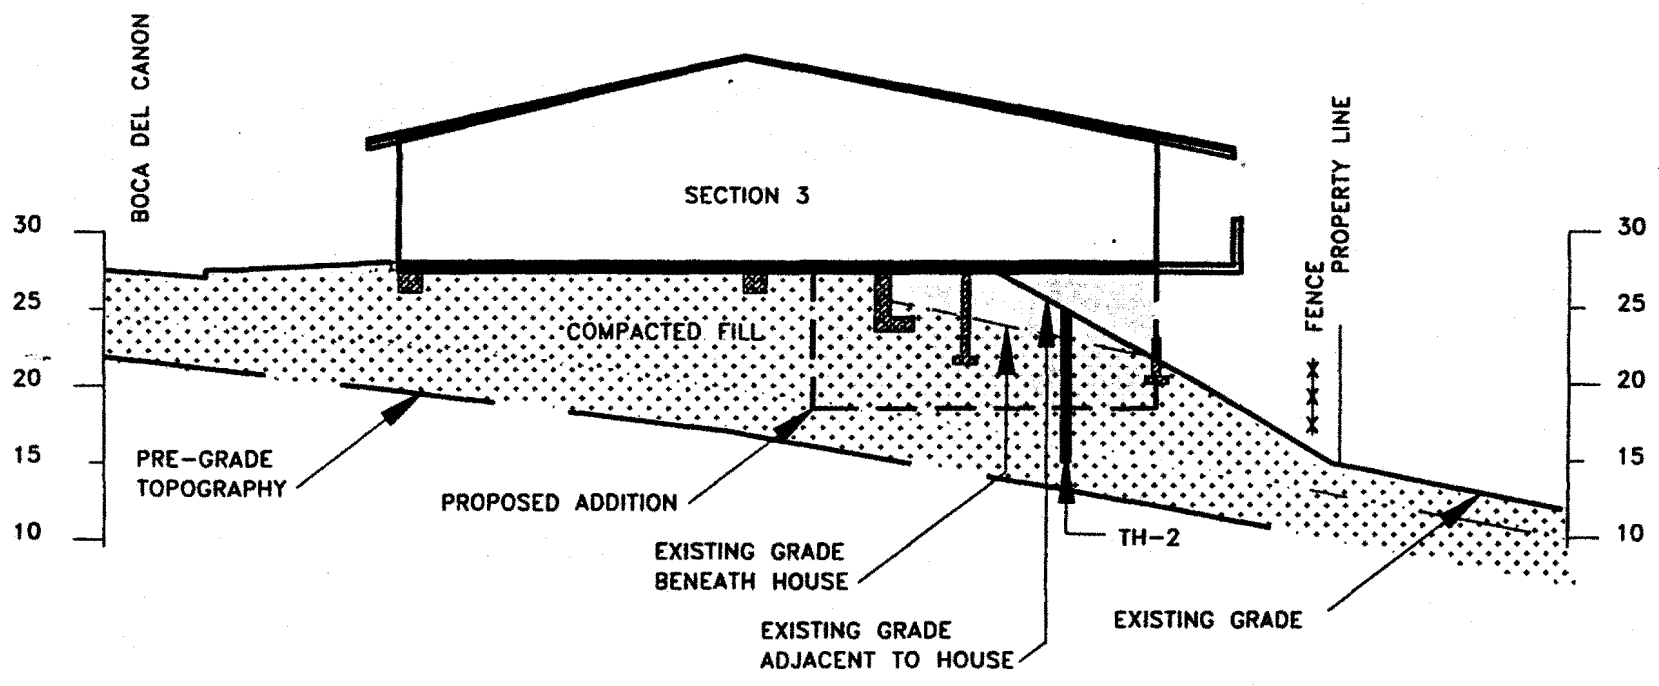 BOCA DEL CANON
SECTION 3
PROPERTY LINE
FENCE
30
25
20
15
10
30
25
20
15
10
COMPACTED FILL
PRE-GRADE
TOPOGRAPHY
PROPOSED ADDITION
EXISTING GRADE
BENEATH HOUSE
TH-2
EXISTING GRADE
ADJACENT TO HOUSE
EXISTING GRADE